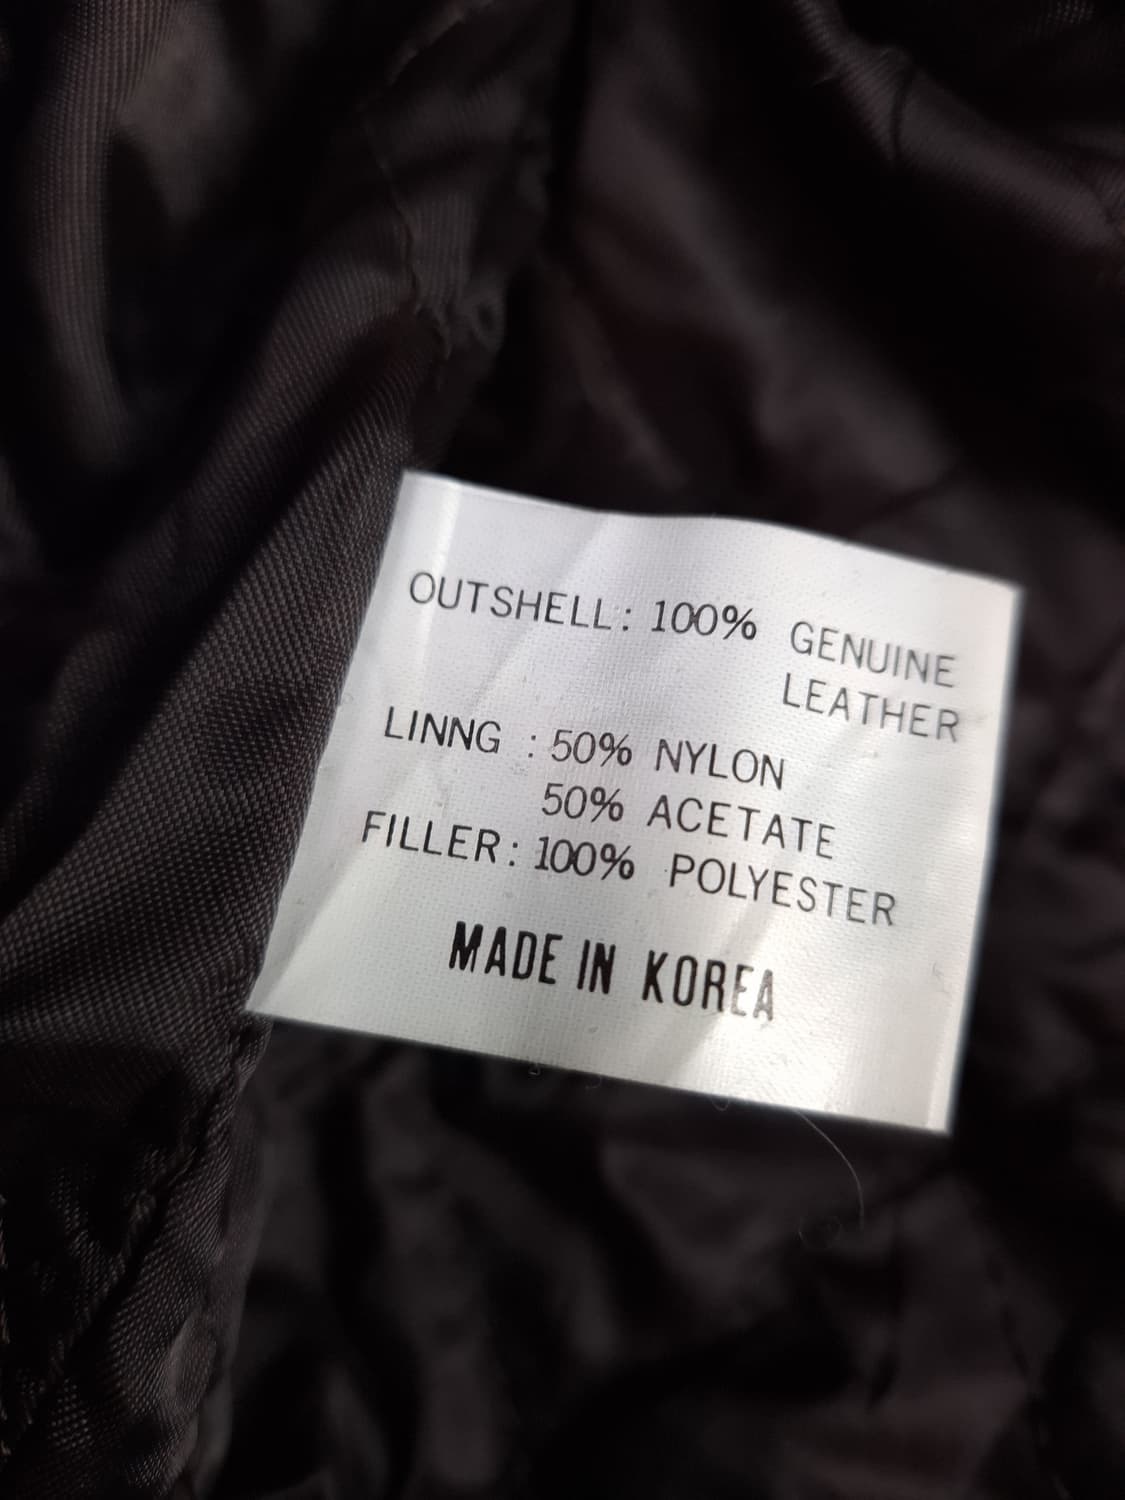 OUTSHELL: 100% GENUINE
LEATHER
LINNG : 50% NYLON
50% ACETATE
FILLER: 100% POLYESTER
MADE IN KOREA